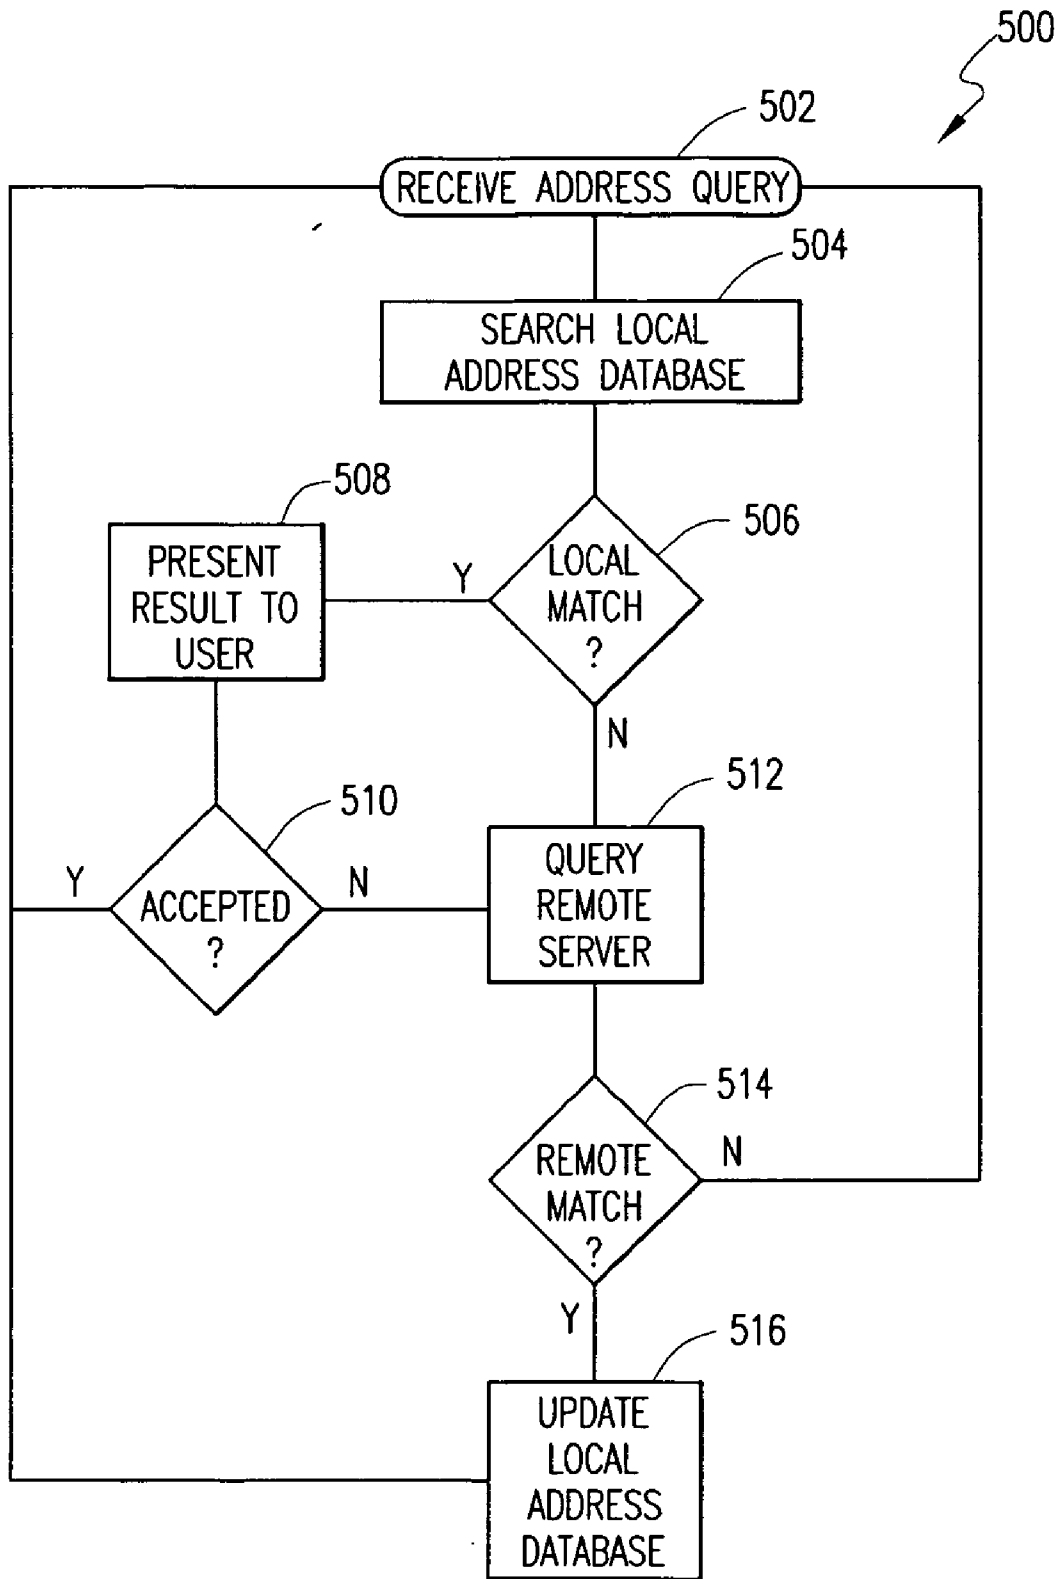 500
502
RECEIVE ADDRESS QUERY
504
SEARCH LOCAL
ADDRESS DATABASE
508
PRESENT
RESULT TO
USER
Y
506
LOCAL
MATCH
?
N
510
Y
ACCEPTED
?
N
512
QUERY
REMOTE
SERVER
514
REMOTE
MATCH
?
N
Y
516
UPDATE
LOCAL
ADDRESS
DATABASE